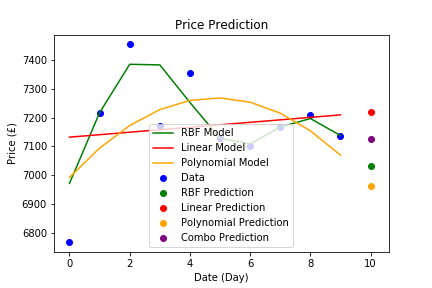 Price Prediction
Price (£)
7400
7300
7200
7100
7000
6900
6800
RBF Model
Linear Model
Polynomial Model
Data
RBF Prediction
Linear Prediction
Polynomial Prediction
Combo Prediction
0
2
4
6
8
10
Date (Day)